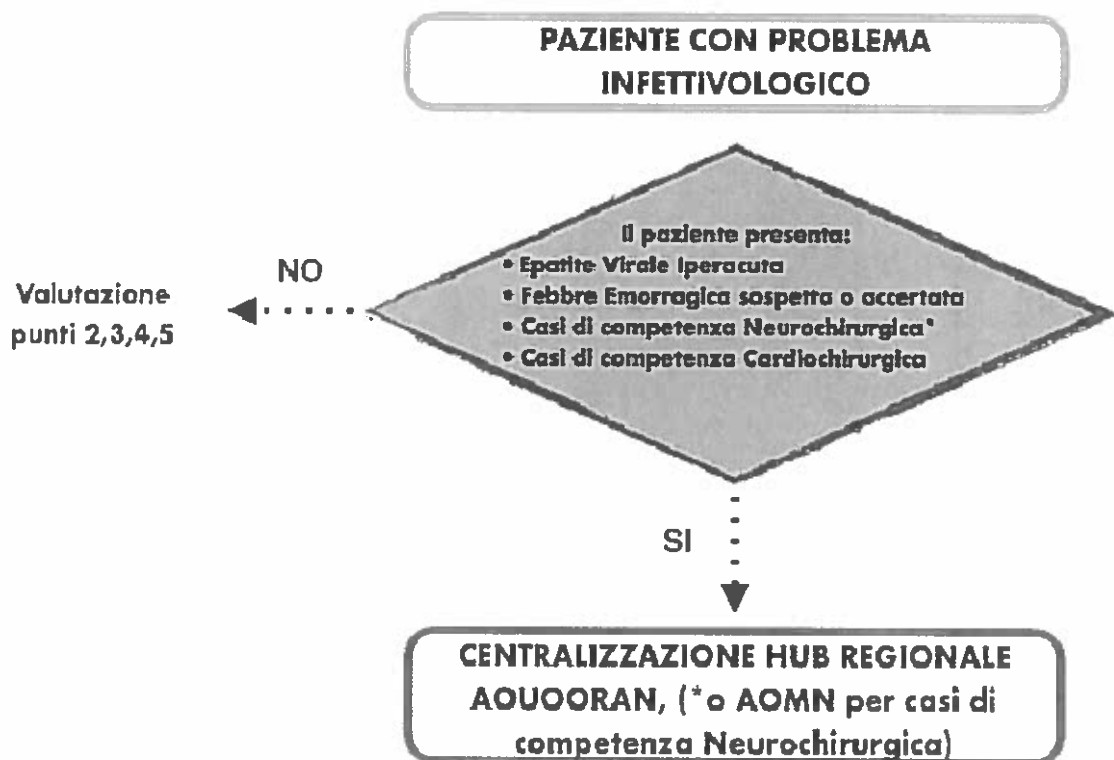 PAZIENTE CON PROBLEMA
INFETTIVOLOGICO
Il paziente presenta:
• Epatite Virale Iperacuta
• Febbre Emorragica sospetta o accertata
• Casi di competenza Neurochirurgica*
• Casi di competenza Cardiochirurgica
NO
Valutazione
punti 2,3,4,5
SI
CENTRALIZZAZIONE HUB REGIONALE
AOUOORAN, (*o AOMN per casi di
competenza Neurochirurgica)